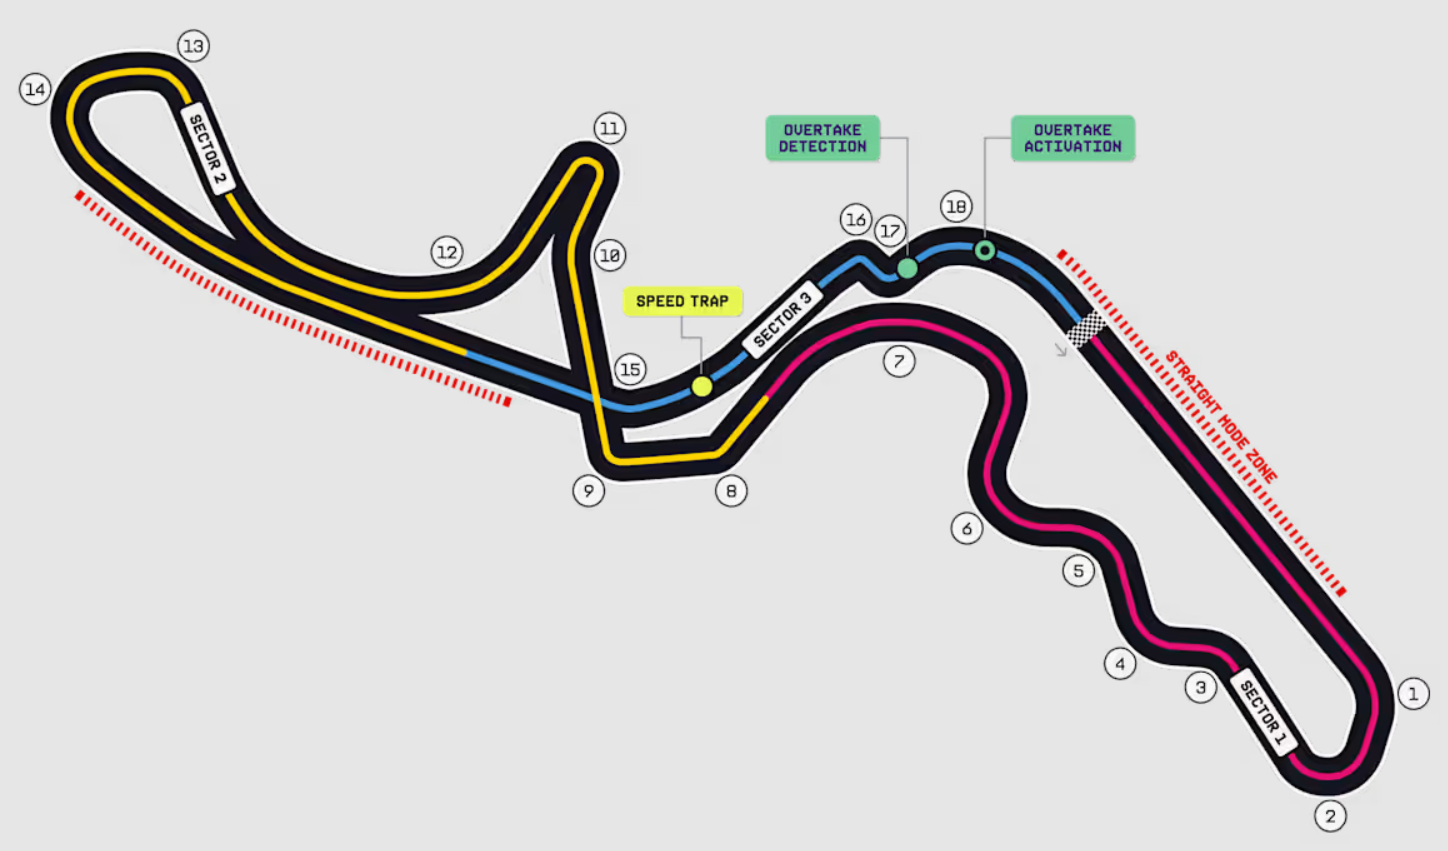 13
14
SECTOR 2
11
OVERTAKE
DETECTION
OVERTAKE
ACTIVATION
18
16
17
12
10
SPEED TRAP
SECTOR 3
15
7
STRAIGHT MODE ZONE
9
8
6
5
4
3
SECTOR 1
1
2